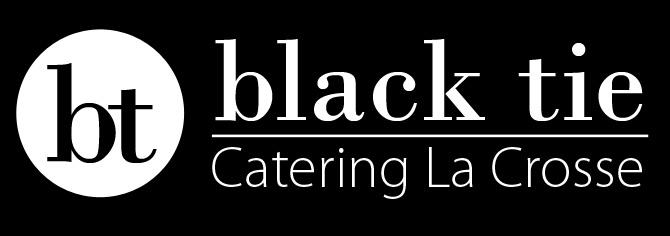 bt
black tie
Catering La Crosse